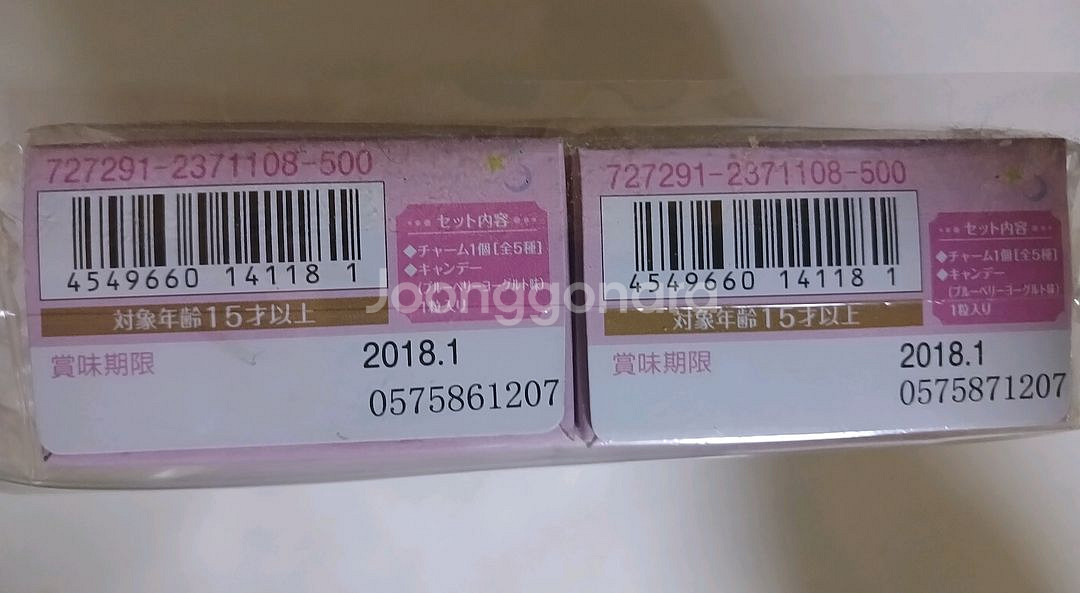 727291-2371108-500
4549660 14118 1
セット内容
◆チャーム1個[全5種]
◆キャンデー
(ブルーベリーヨーグルト味)
1粒入り
対象年齢15才以上
賞味期限
2018.1
0575861207
727291-2371108-500
4549660 14118 1
セット内容
◆チャーム1個[全5種]
◆キャンデー
(ブルーベリーヨーグルト味)
1粒入り
対象年齢15才以上
賞味期限
2018.1
0575871207
Joonggonara